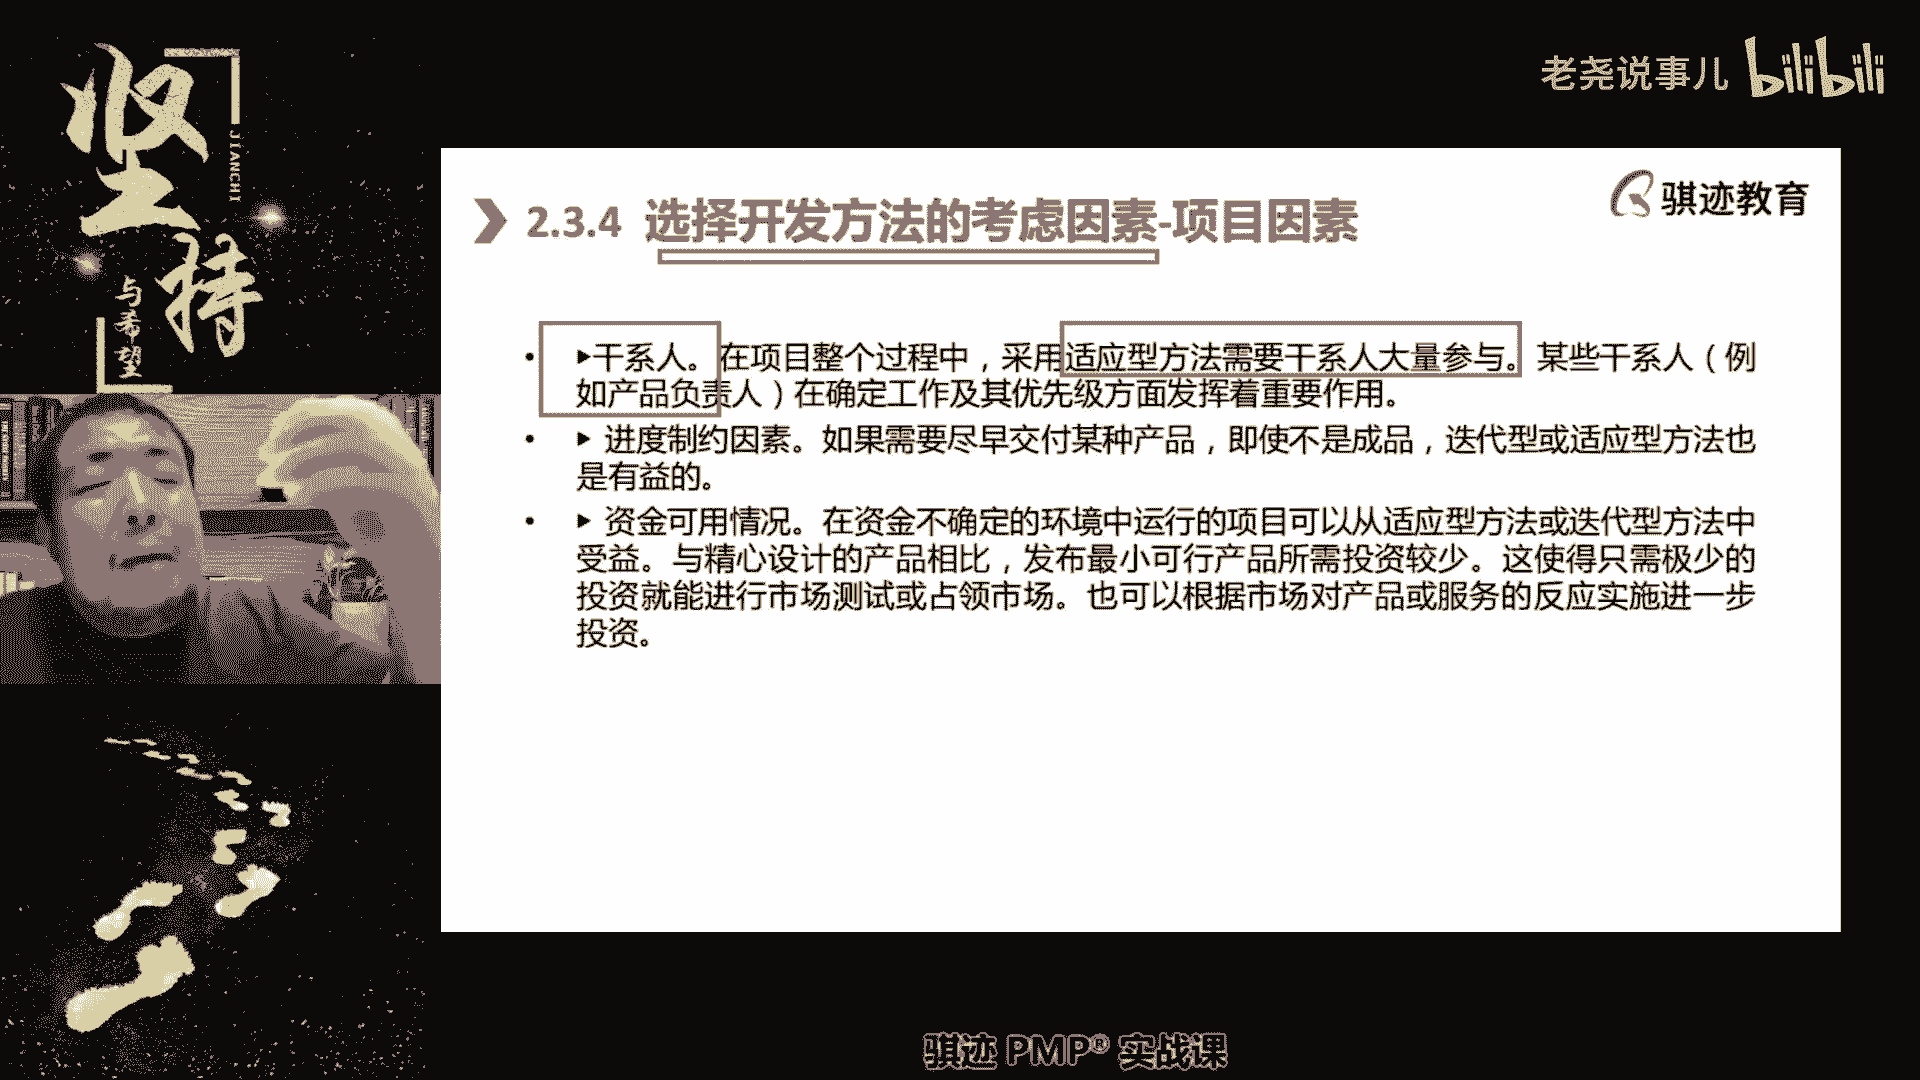 坚持
JIANCHI
与希望
老尧说事儿 bilibili
骐迹教育
2.3.4 选择开发方法的考虑因素-项目因素
• ▸干系人。在项目整个过程中，采用适应型方法需要干系人大量参与。某些干系人（例
如产品负责人）在确定工作及其优先级方面发挥着重要作用。
• ▸ 进度制约因素。如果需要尽早交付某种产品，即使不是成品，迭代型或适应型方法也
是有益的。
• ▸ 资金可用情况。在资金不确定的环境中运行的项目可以从适应型方法或迭代型方法中
受益。与精心设计的产品相比，发布最小可行产品所需投资较少。这使得只需极少的
投资就能进行市场测试或占领市场。也可以根据市场对产品或服务的反应实施进一步
投资。
骐迹 PMP® 实战课